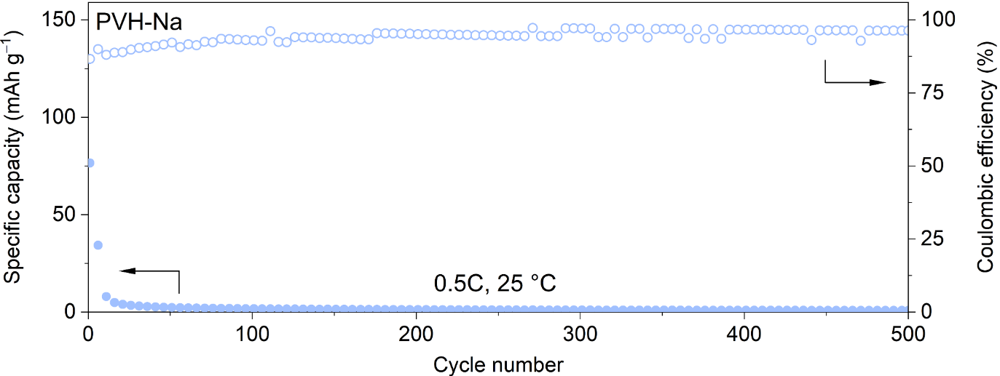 PVH-Na
Specific capacity (mAh g⁻¹)
150
100
50
0
0.5C, 25 °C
100
75
50
25
0
Coulombic efficiency (%)
0 100 200 300 400 500
Cycle number